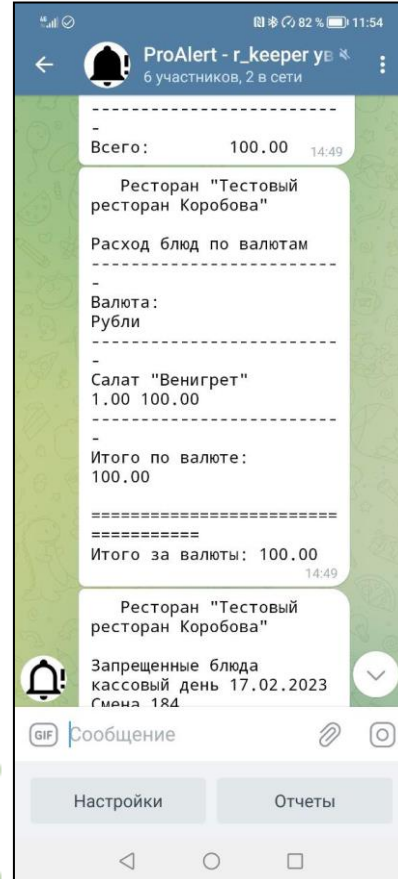 82 % 11:54
ProAlert - r_keeper ув
6 участников, 2 в сети
--------------------------
-
Всего: 100.00 14:49
Ресторан "Тестовый
ресторан Коробова"
Расход блюд по валютам
--------------------------
-
Валюта:
Рубли
--------------------------
-
Салат "Венигрет"
1.00 100.00
--------------------------
-
Итого по валюте:
100.00
==========================
===========
Итого за валюты: 100.00
14:49
Ресторан "Тестовый
ресторан Коробова"
Запрещенные блюда
кассовый день 17.02.2023
Смена 184
GIF Сообщение
Настройки Отчеты